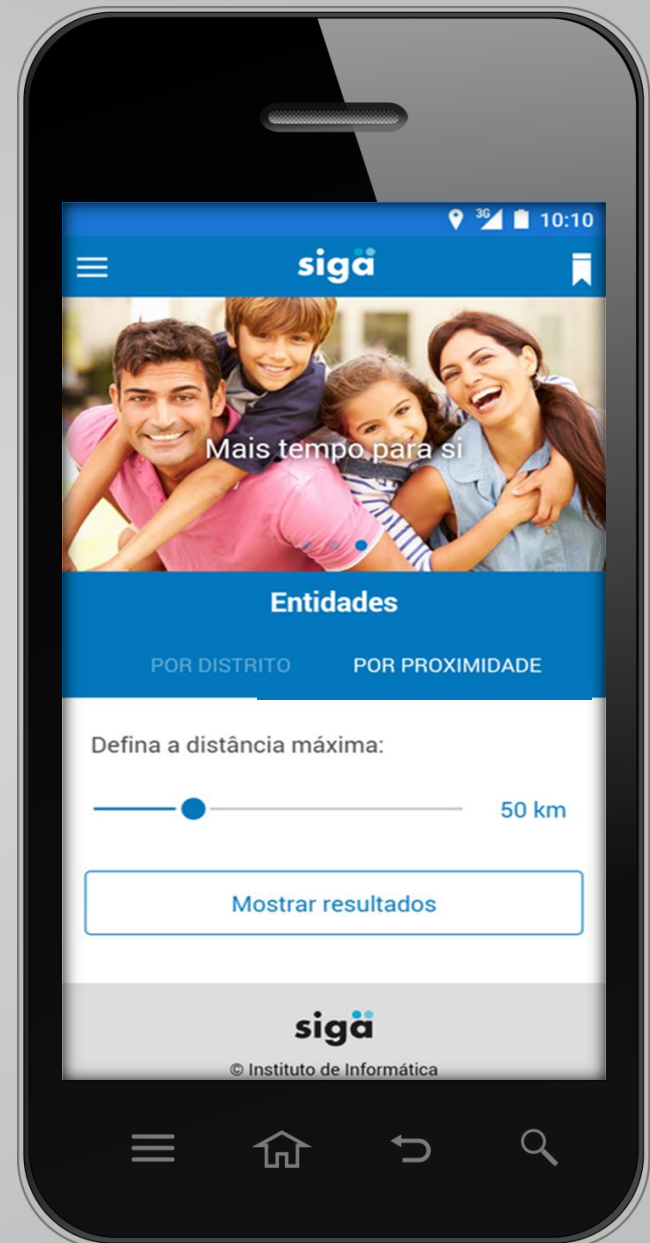 3G 10:10
sigä
Mais tempo para si
Entidades
POR DISTRITO POR PROXIMIDADE
Defina a distância máxima:
50 km
Mostrar resultados
sigä
© Instituto de Informática